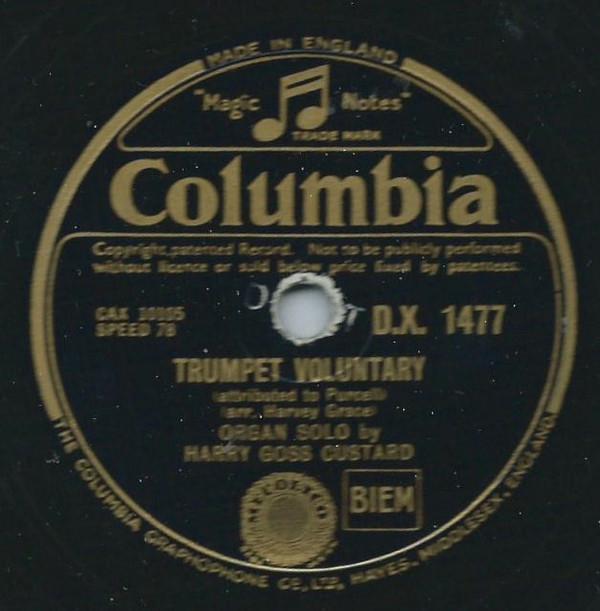 MADE IN ENGLAND
"Magic Notes"
TRADE MARK
Columbia
Copyright, patented Record. Not to be publicly performed
without licence or sold below price fixed by patentees.
CAX 10105
SPEED 78
D.X. 1477
TRUMPET VOLUNTARY
(attributed to Purcell)
(arr. Harvey Grace)
ORGAN SOLO by
HARRY GOSS CUSTARD
BIEM
THE COLUMBIA GRAPHOPHONE CO., LTD, HAYES, MIDDLESEX, ENGLAND.